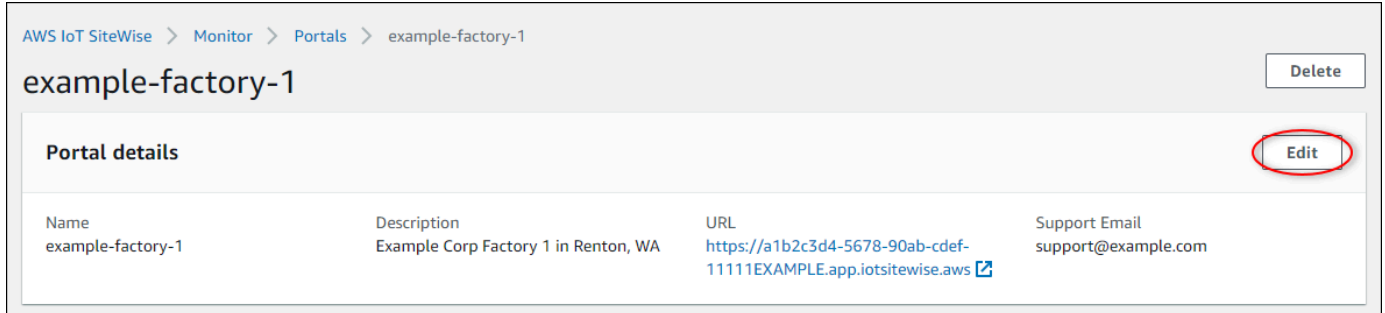 AWS IoT SiteWise > Monitor > Portals > example-factory-1
example-factory-1
Delete
Portal details
Edit
Name
Description
URL
Support Email
example-factory-1
Example Corp Factory 1 in Renton, WA
https://a1b2c3d4-5678-90ab-cdef-
11111EXAMPLE.app.iotsitewise.aws
support@example.com